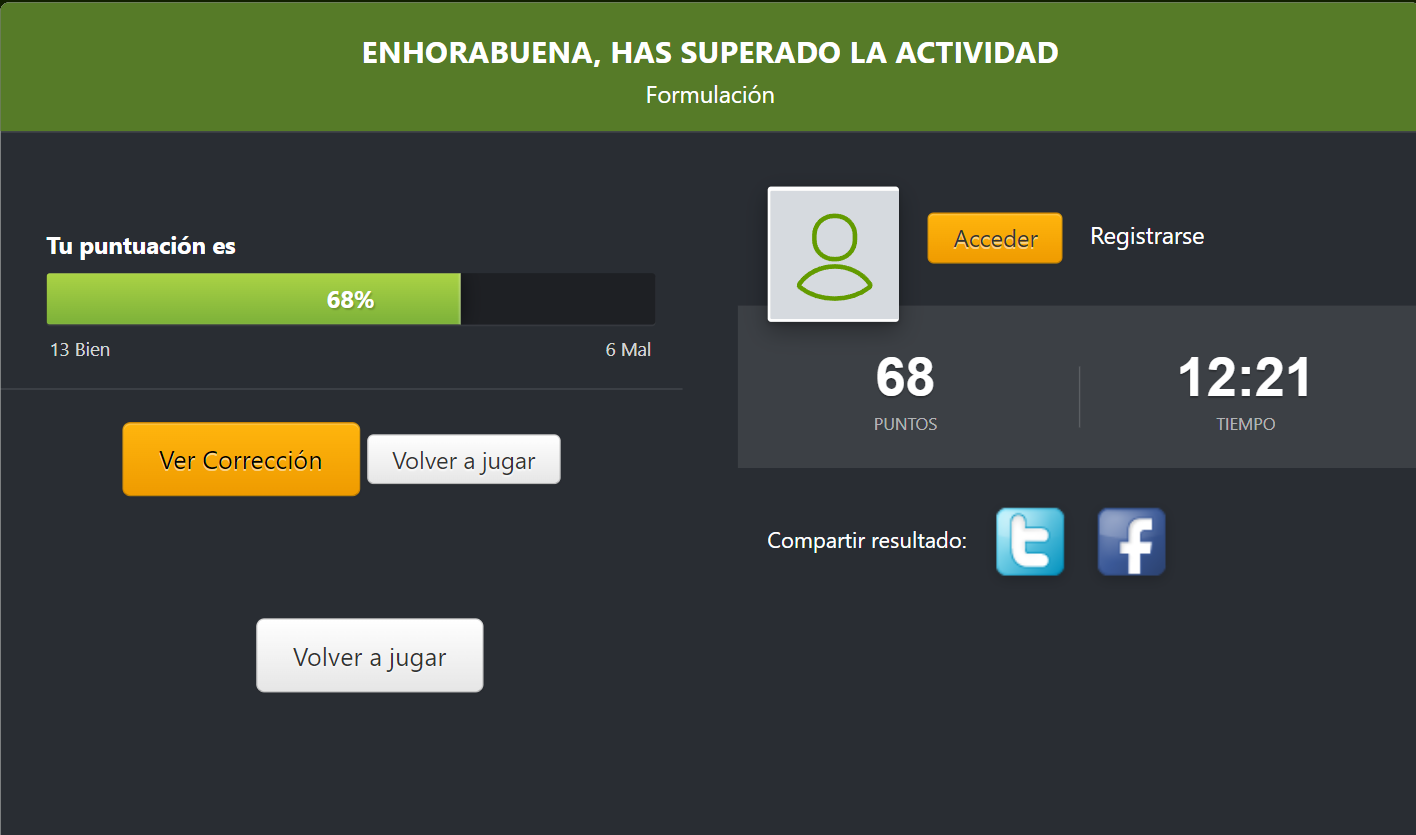 ENHORABUENA, HAS SUPERADO LA ACTIVIDAD
Formulación
Tu puntuación es
68%
13 Bien
6 Mal
Ver Corrección
Volver a jugar
Volver a jugar
Acceder
Registrarse
68
PUNTOS
12:21
TIEMPO
Compartir resultado: